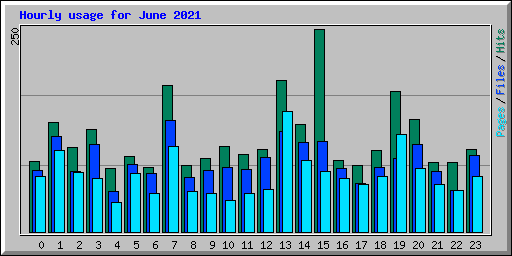 Hourly usage for June 2021
250
Pages / Files / Hits
0 1 2 3 4 5 6 7 8 9 10 11 12 13 14 15 16 17 18 19 20 21 22 23